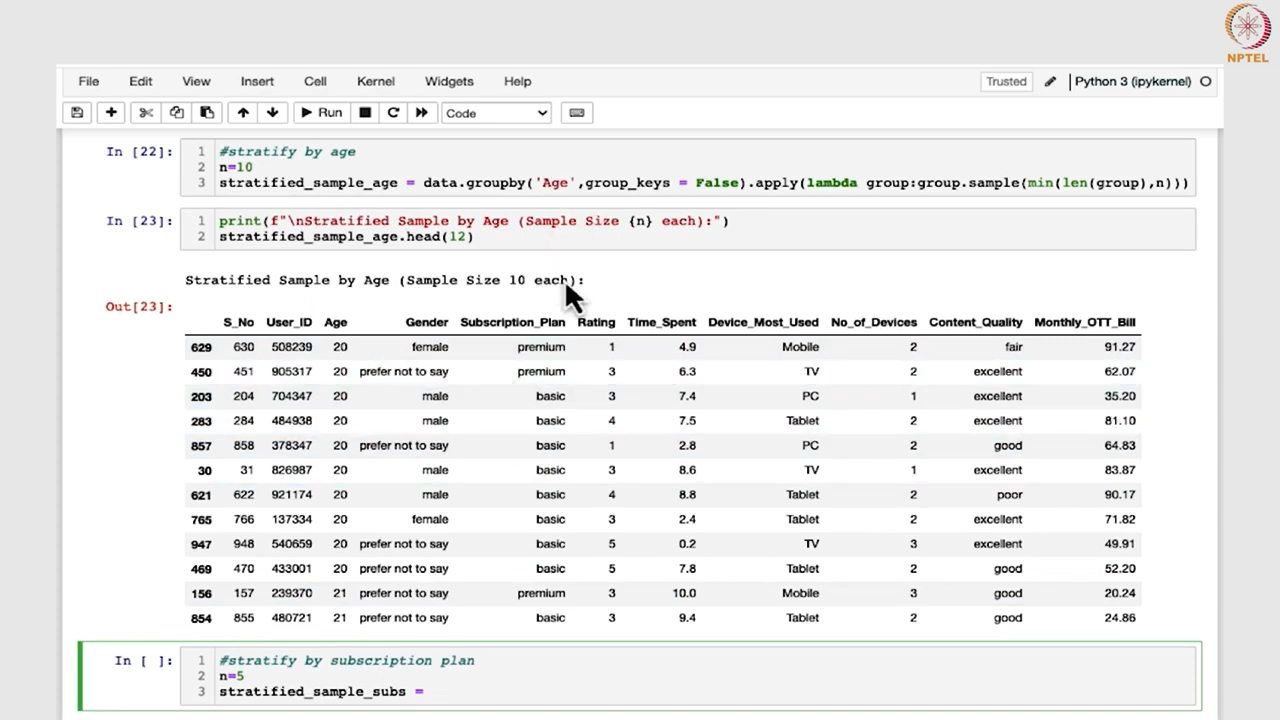 NPTEL
File Edit View Insert Cell Kernel Widgets Help Trusted Python 3 (ipykernel)
Run Code
In [22]: 1 #stratify by age
2 n=10
3 stratified_sample_age = data.groupby('Age',group_keys = False).apply(lambda group:group.sample(min(len(group),n)))
In [23]: 1 print(f"\nStratified Sample by Age (Sample Size {n} each):")
2 stratified_sample_age.head(12)
Stratified Sample by Age (Sample Size 10 each):
Out[23]:
S_No User_ID Age Gender Subscription_Plan Rating Time_Spent Device_Most_Used No_of_Devices Content_Quality Monthly_OTT_Bill
629 630 508239 20 female premium 1 4.9 Mobile 2 fair 91.27
450 451 905317 20 prefer not to say premium 3 6.3 TV 2 excellent 62.07
203 204 704347 20 male basic 3 7.4 PC 1 excellent 35.20
283 284 484938 20 male basic 4 7.5 Tablet 2 excellent 81.10
857 858 378347 20 prefer not to say basic 1 2.8 PC 2 good 64.83
30 31 826987 20 male basic 3 8.6 TV 1 excellent 83.87
621 622 921174 20 male basic 4 8.8 Tablet 2 poor 90.17
765 766 137334 20 female basic 3 2.4 Tablet 2 excellent 71.82
947 948 540659 20 prefer not to say basic 5 0.2 TV 3 excellent 49.91
469 470 433001 20 prefer not to say basic 5 7.8 Tablet 2 good 52.20
156 157 239370 21 prefer not to say premium 3 10.0 Mobile 3 good 20.24
854 855 480721 21 prefer not to say basic 3 9.4 Tablet 2 good 24.86
In [ ]: 1 #stratify by subscription plan
2 n=5
3 stratified_sample_subs =